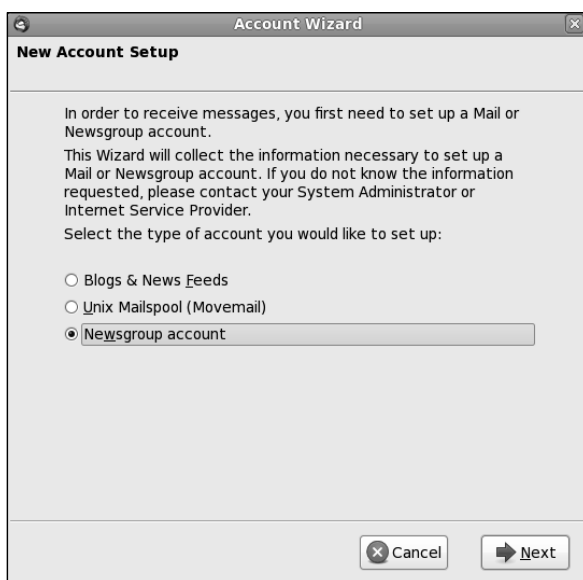 Account Wizard
New Account Setup
In order to receive messages, you first need to set up a Mail or
Newsgroup account.
This Wizard will collect the information necessary to set up a
Mail or Newsgroup account. If you do not know the information
requested, please contact your System Administrator or
Internet Service Provider.
Select the type of account you would like to set up:
Blogs & News Feeds
Unix Mailspool (Movemail)
Newsgroup account
Cancel
Next